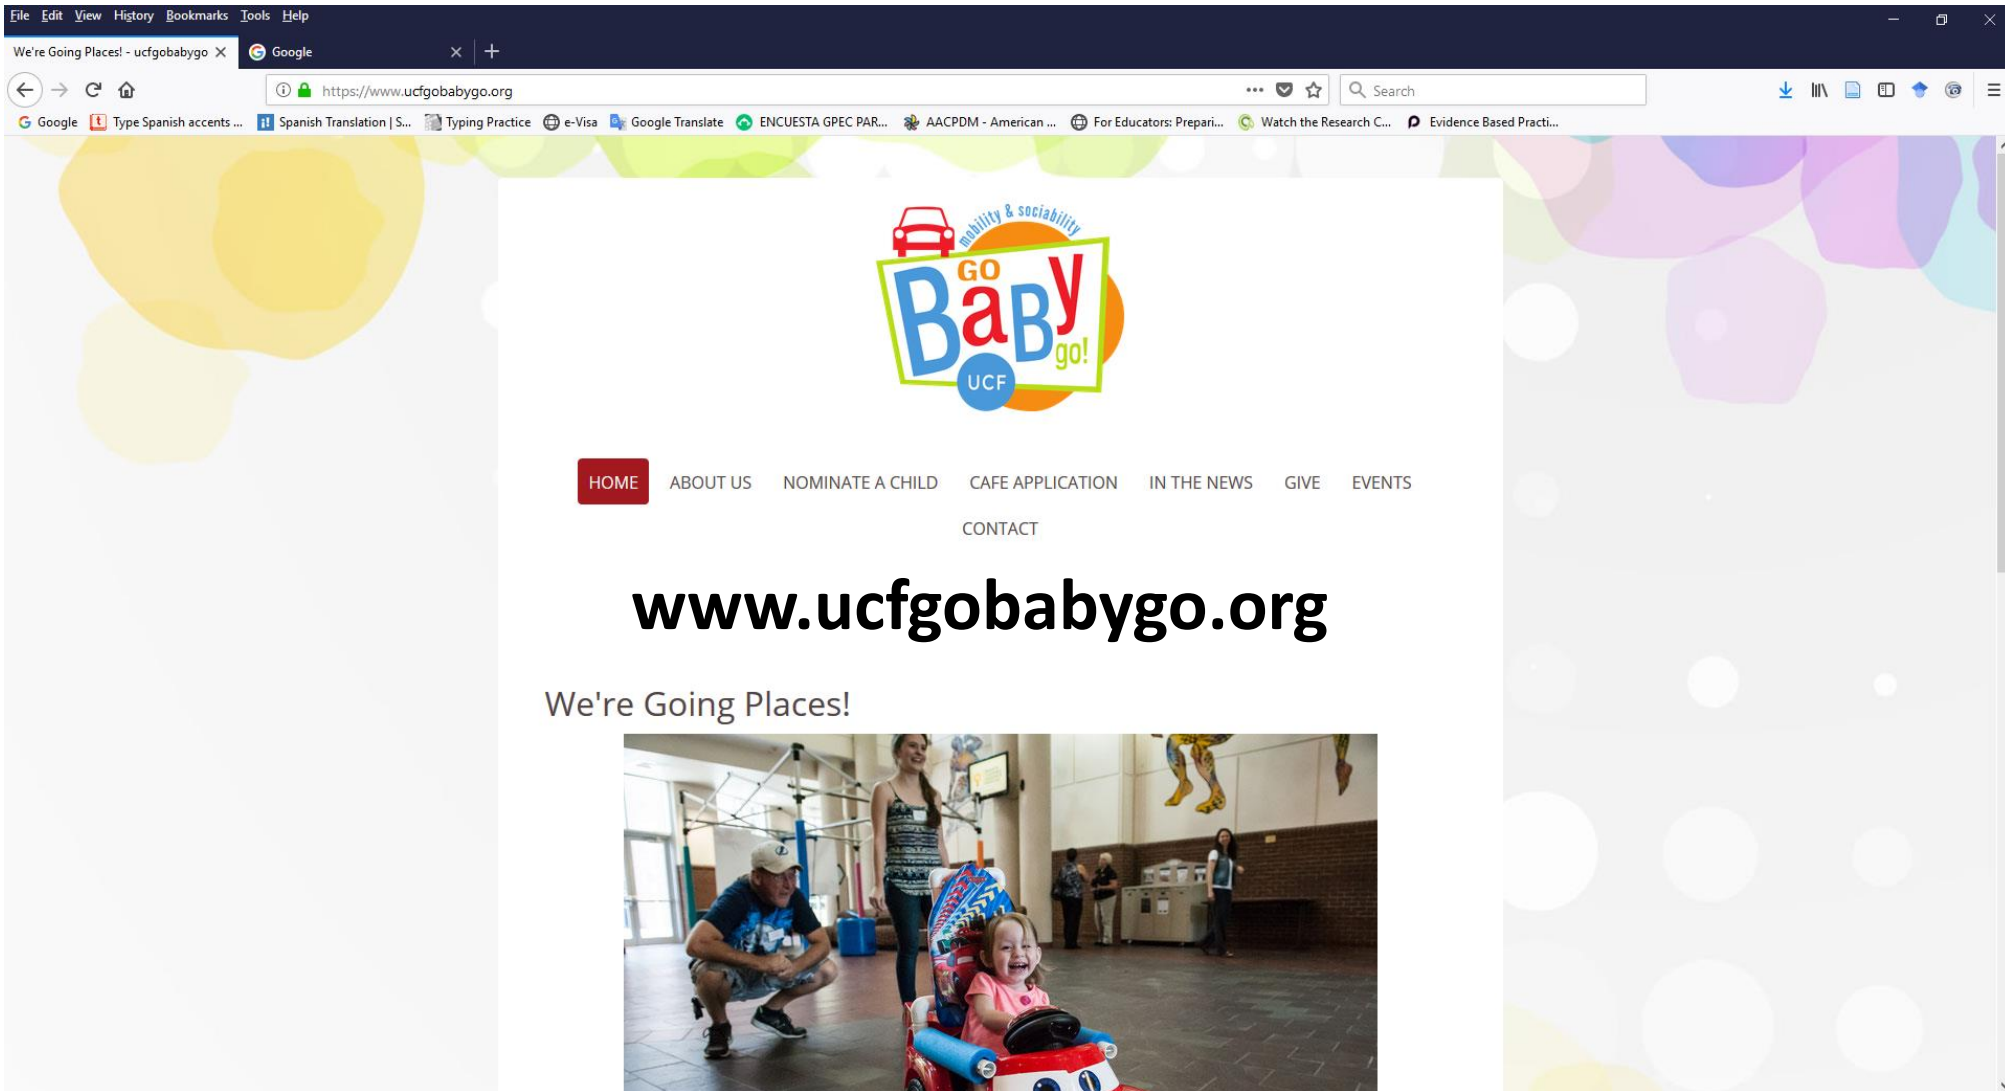 File Edit View History Bookmarks Tools Help
We're Going Places! - ucfgobabygo Google
https://www.ucfgobabygo.org Search
Google Type Spanish accents ... Spanish Translation | S... Typing Practice e-Visa Google Translate ENCUESTA GPEC PAR... AACPDM - American ... For Educators: Prepari... Watch the Research C... Evidence Based Practi...
mobility & sociability
GO
BaBy
go!
UCF
HOME ABOUT US NOMINATE A CHILD CAFE APPLICATION IN THE NEWS GIVE EVENTS
CONTACT
www.ucfgobabygo.org
We're Going Places!